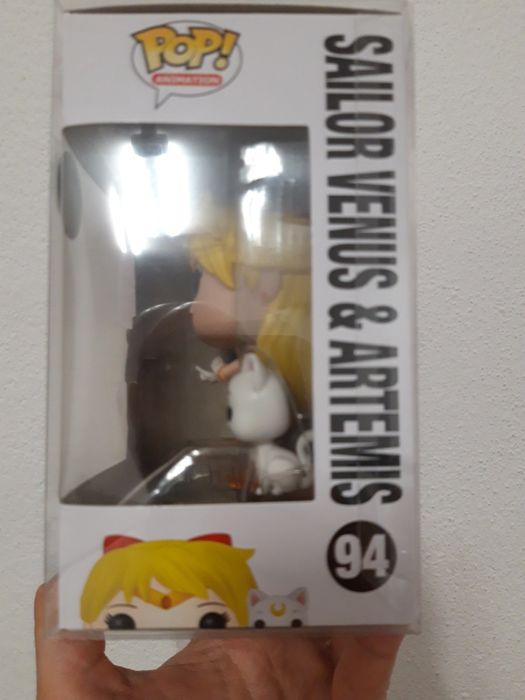 POP!
ANIMATION
SAILOR VENUS & ARTEMIS
94